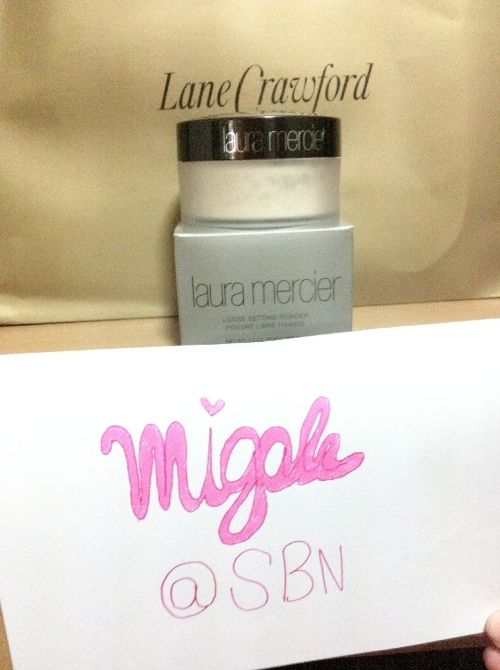 Lane Crawford
laura mercier
laura mercier
LOOSE SETTING POWDER
POUDRE LIBRE FIXANTE
migale
@SBN